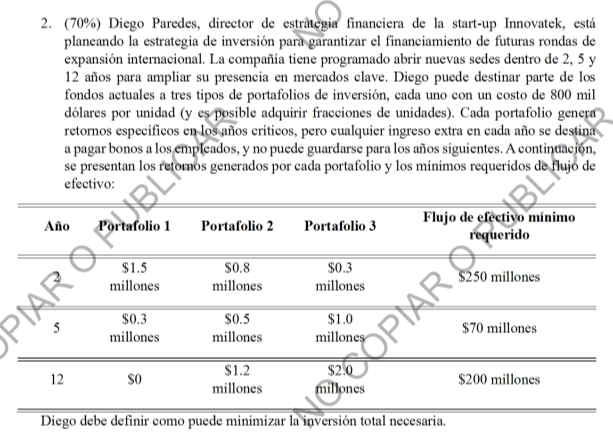 2. (70%) Diego Paredes, director de estrategia financiera de la start-up Innovatek, está
planeando la estrategia de inversión para garantizar el financiamiento de futuras rondas de
expansión internacional. La compañía tiene programado abrir nuevas sedes dentro de 2, 5 y
12 años para ampliar su presencia en mercados clave. Diego puede destinar parte de los
fondos actuales a tres tipos de portafolios de inversión, cada uno con un costo de 800 mil
dólares por unidad (y es posible adquirir fracciones de unidades). Cada portafolio genera
retornos específicos en los años críticos, pero cualquier ingreso extra en cada año se destina
a pagar bonos a los empleados, y no puede guardarse para los años siguientes. A continuación,
se presentan los retornos generados por cada portafolio y los mínimos requeridos de flujo de
efectivo:
Año Portafolio 1 Portafolio 2 Portafolio 3 Flujo de efectivo mínimo
requerido
2 $1.5 $0.8 $0.3 $250 millones
millones millones millones
5 $0.3 $0.5 $1.0 $70 millones
millones millones millones
12 $0 $1.2 $2.0 $200 millones
millones millones
Diego debe definir como puede minimizar la inversión total necesaria.
NO
OPIAR O PUBLICAR
NO COPIAR O PUBLICAR